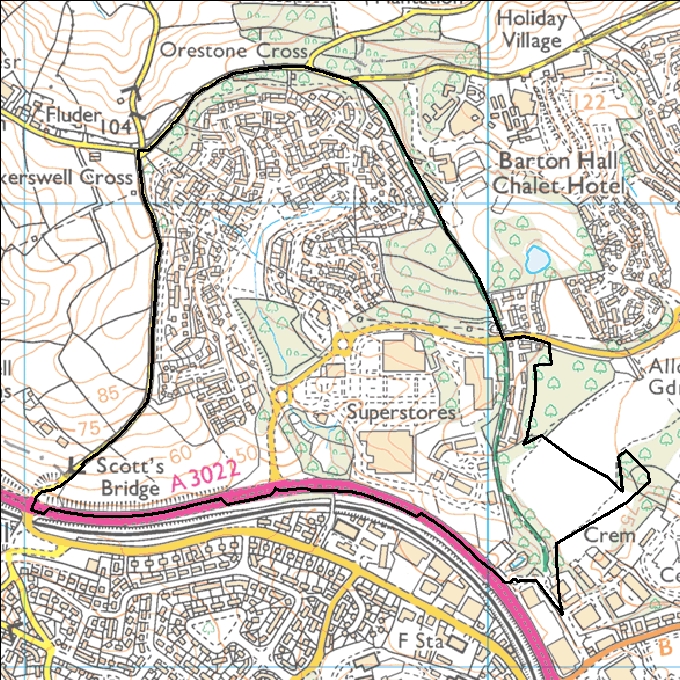 Plantation
Holiday
Village
Orestone Cross
Fluder
104
122
kerswell Cross
Barton Hall
Chalet Hotel
85
75
Superstores
60
50
Scott's
Bridge
A 3022
Gdn
Crem
F Sta
B